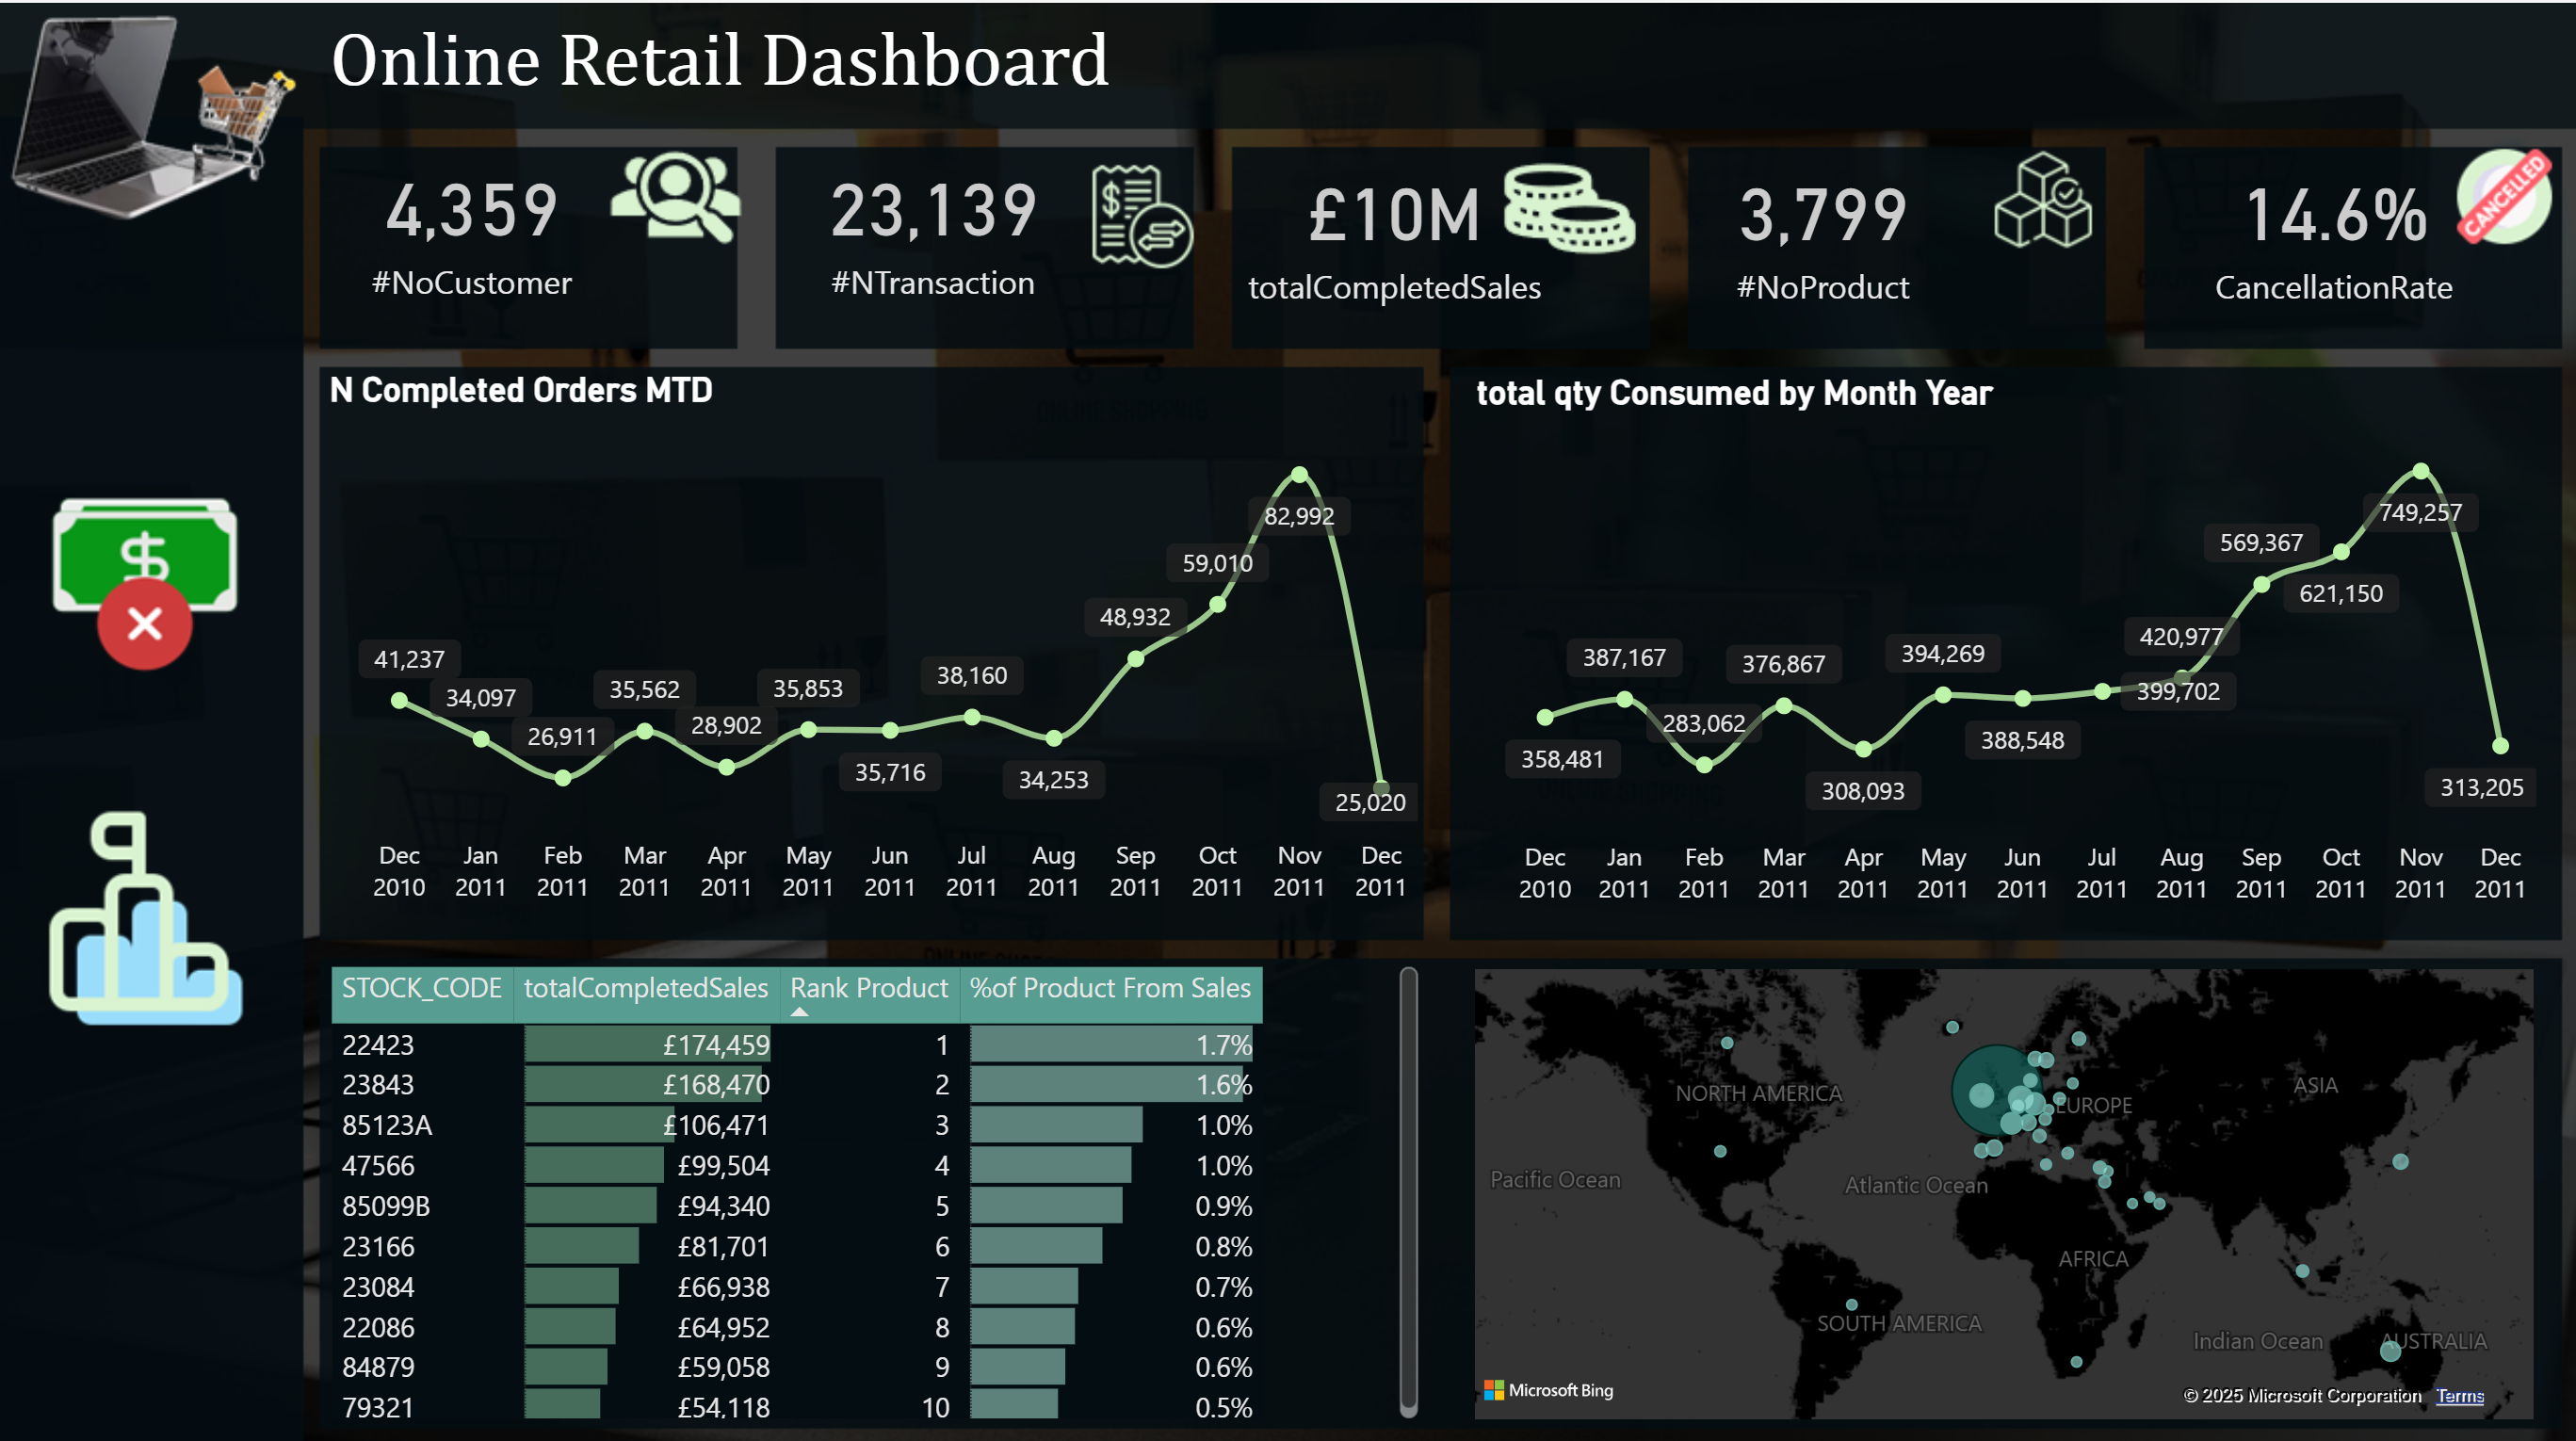 Online Retail Dashboard
4,359
#NoCustomer
23,139
#NTransaction
£10M
totalCompletedSales
3,799
#NoProduct
14.6%
CancellationRate
CANCELLED
N Completed Orders MTD
82,992
59,010
48,932
41,237
34,097
26,911
35,562
28,902
35,853
35,716
38,160
34,253
25,020
Dec Jan Feb Mar Apr May Jun Jul Aug Sep Oct Nov Dec
2010 2011 2011 2011 2011 2011 2011 2011 2011 2011 2011 2011 2011
total qty Consumed by Month Year
749,257
569,367
621,150
420,977
399,702
394,269
388,548
376,867
387,167
283,062
358,481
308,093
313,205
Dec Jan Feb Mar Apr May Jun Jul Aug Sep Oct Nov Dec
2010 2011 2011 2011 2011 2011 2011 2011 2011 2011 2011 2011 2011
STOCK_CODE totalCompletedSales Rank Product %of Product From Sales
22423 £174,459 1 1.7%
23843 £168,470 2 1.6%
85123A £106,471 3 1.0%
47566 £99,504 4 1.0%
85099B £94,340 5 0.9%
23166 £81,701 6 0.8%
23084 £66,938 7 0.7%
22086 £64,952 8 0.6%
84879 £59,058 9 0.6%
79321 £54,118 10 0.5%
NORTH AMERICA
EUROPE
ASIA
Pacific Ocean
Atlantic Ocean
AFRICA
SOUTH AMERICA
Indian Ocean
AUSTRALIA
Microsoft Bing
© 2025 Microsoft Corporation Terms